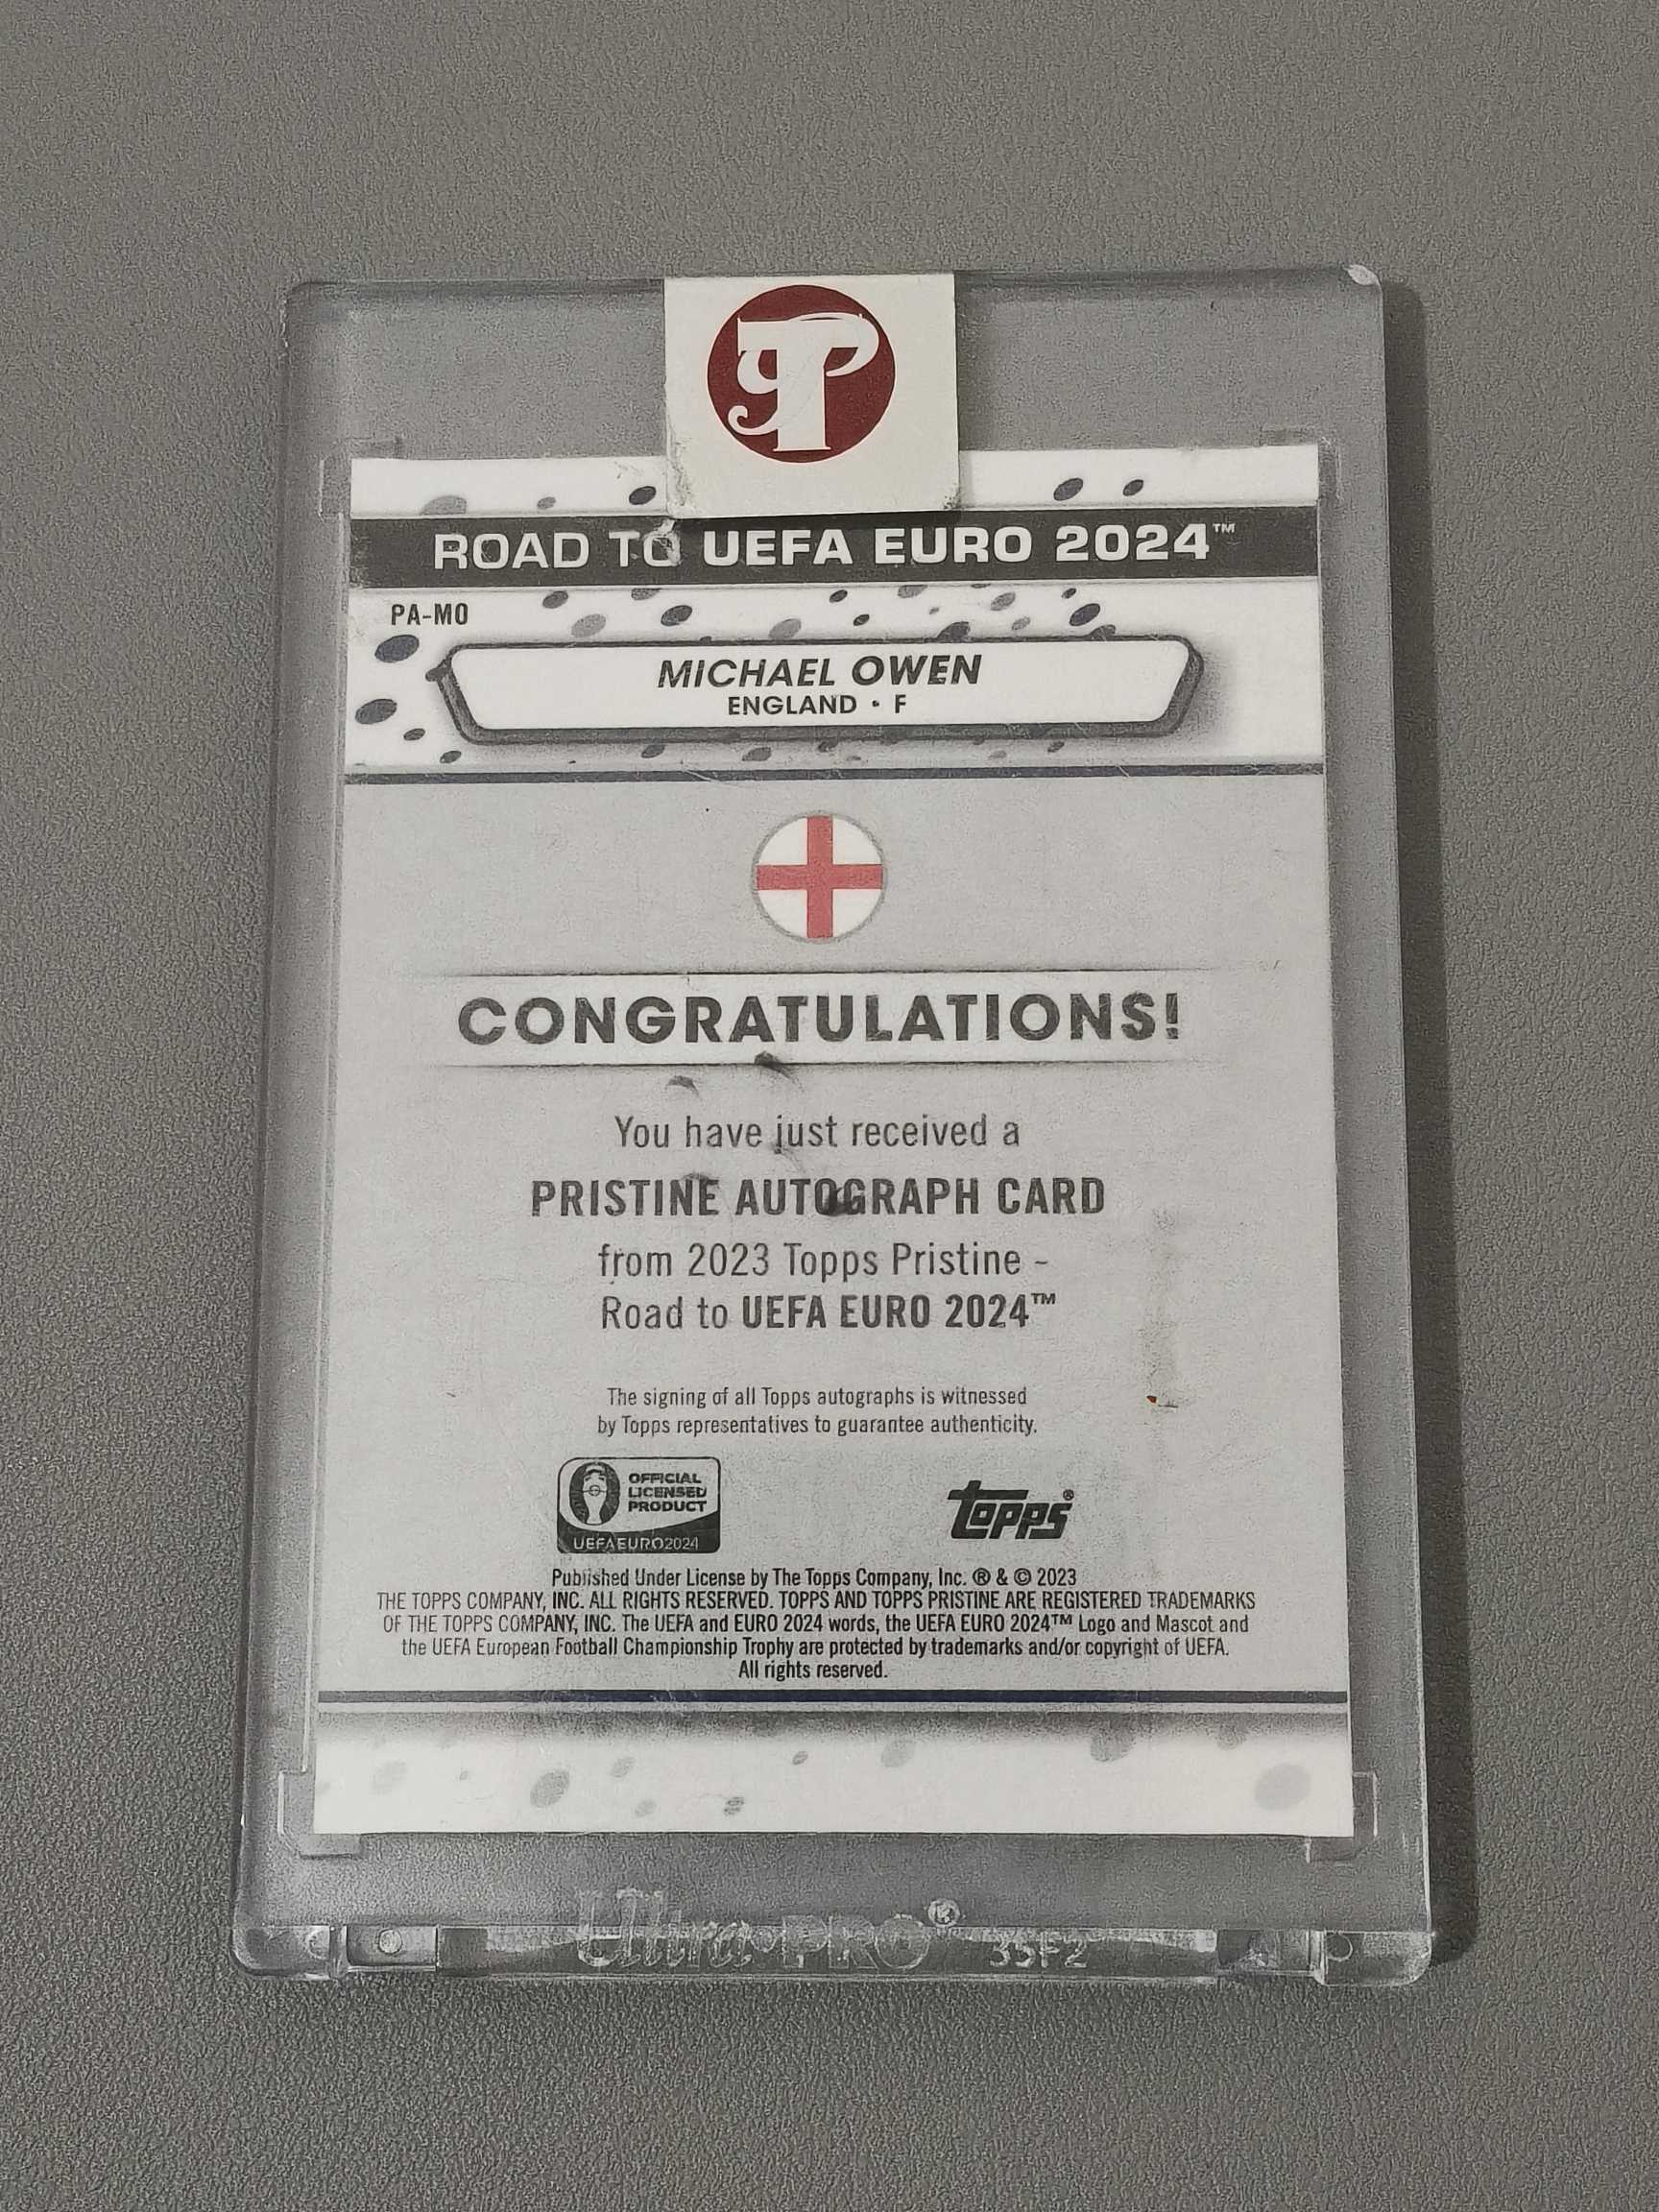 TP
ROAD TO UEFA EURO 2024™
PA-MO
MICHAEL OWEN
ENGLAND • F
CONGRATULATIONS!
You have just received a
PRISTINE AUTOGRAPH CARD
from 2023 Topps Pristine -
Road to UEFA EURO 2024™
The signing of all Topps autographs is witnessed
by Topps representatives to guarantee authenticity.
OFFICIAL
LICENSED
PRODUCT
UEFA EURO2024
topps®
Published Under License by The Topps Company, Inc. ® & © 2023
THE TOPPS COMPANY, INC. ALL RIGHTS RESERVED. TOPPS AND TOPPS PRISTINE ARE REGISTERED TRADEMARKS
OF THE TOPPS COMPANY, INC. The UEFA and EURO 2024 words, the UEFA EURO 2024™ Logo and Mascot and
the UEFA European Football Championship Trophy are protected by trademarks and/or copyright of UEFA.
All rights reserved.
Ultra•PRO® 35F2